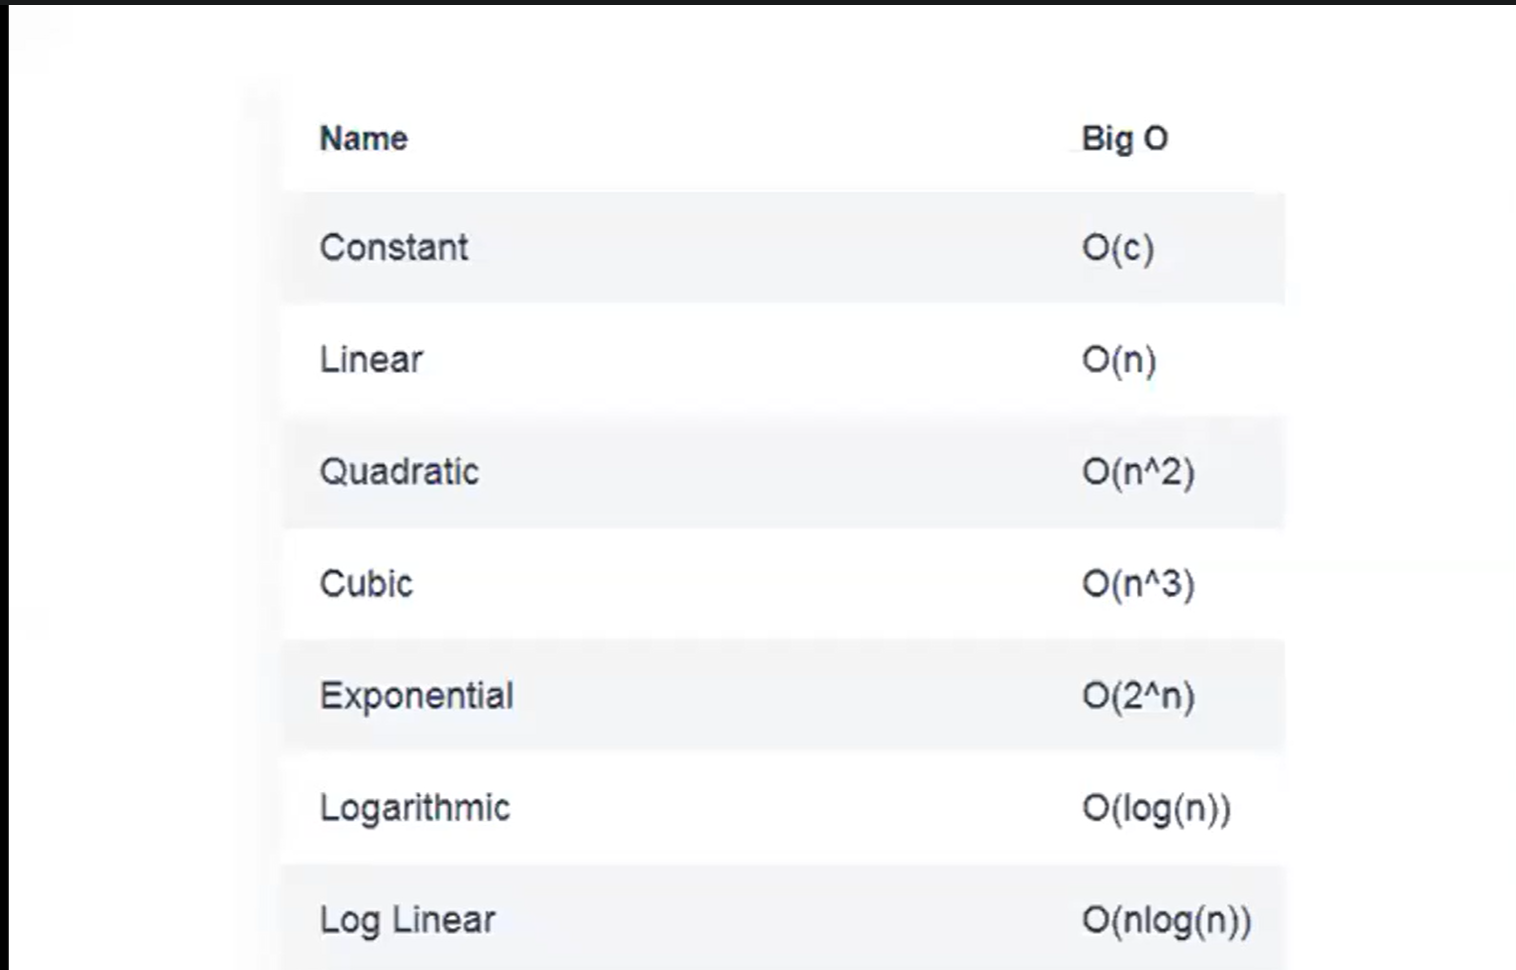 Name Big O
Constant O(c)
Linear O(n)
Quadratic O(n^2)
Cubic O(n^3)
Exponential O(2^n)
Logarithmic O(log(n))
Log Linear O(nlog(n))